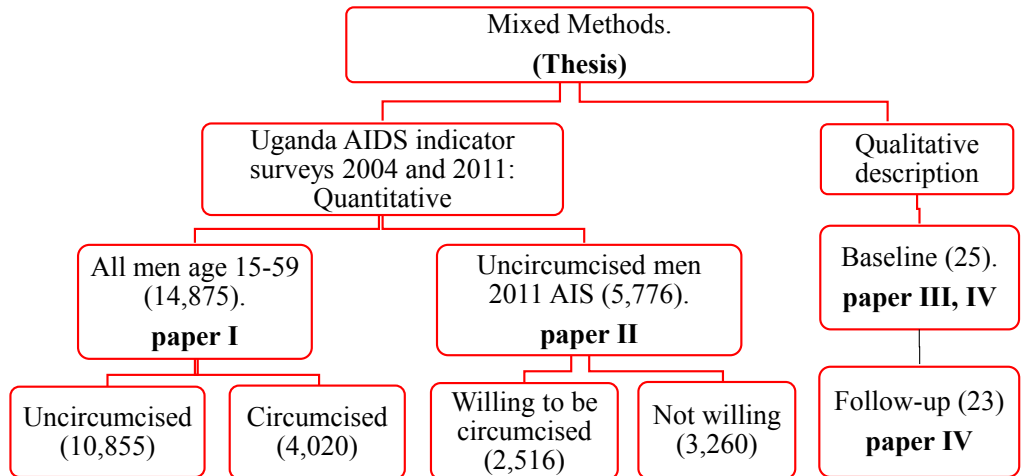 Mixed Methods.
(Thesis)
Uganda AIDS indicator
surveys 2004 and 2011:
Quantitative
Qualitative
description
All men age 15-59
(14,875).
paper I
Uncircumcised men
2011 AIS (5,776).
paper II
Baseline (25).
paper III, IV
Uncircumcised
(10,855)
Circumcised
(4,020)
Willing to be
circumcised
(2,516)
Not willing
(3,260)
Follow-up (23)
paper IV